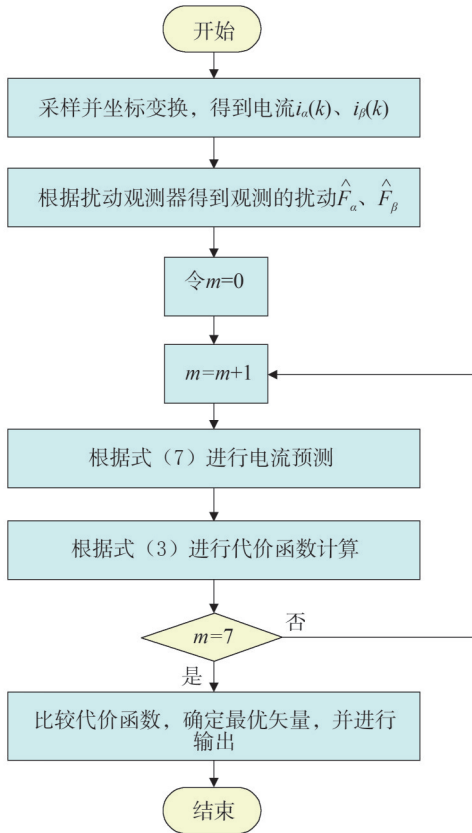 开始
采样并坐标变换，得到电流iα(k)、iβ(k)
根据扰动观测器得到观测的扰动F̂α、F̂β
令m=0
m=m+1
根据式（7）进行电流预测
根据式（3）进行代价函数计算
m=7
否
是
比较代价函数，确定最优矢量，并进行
输出
结束